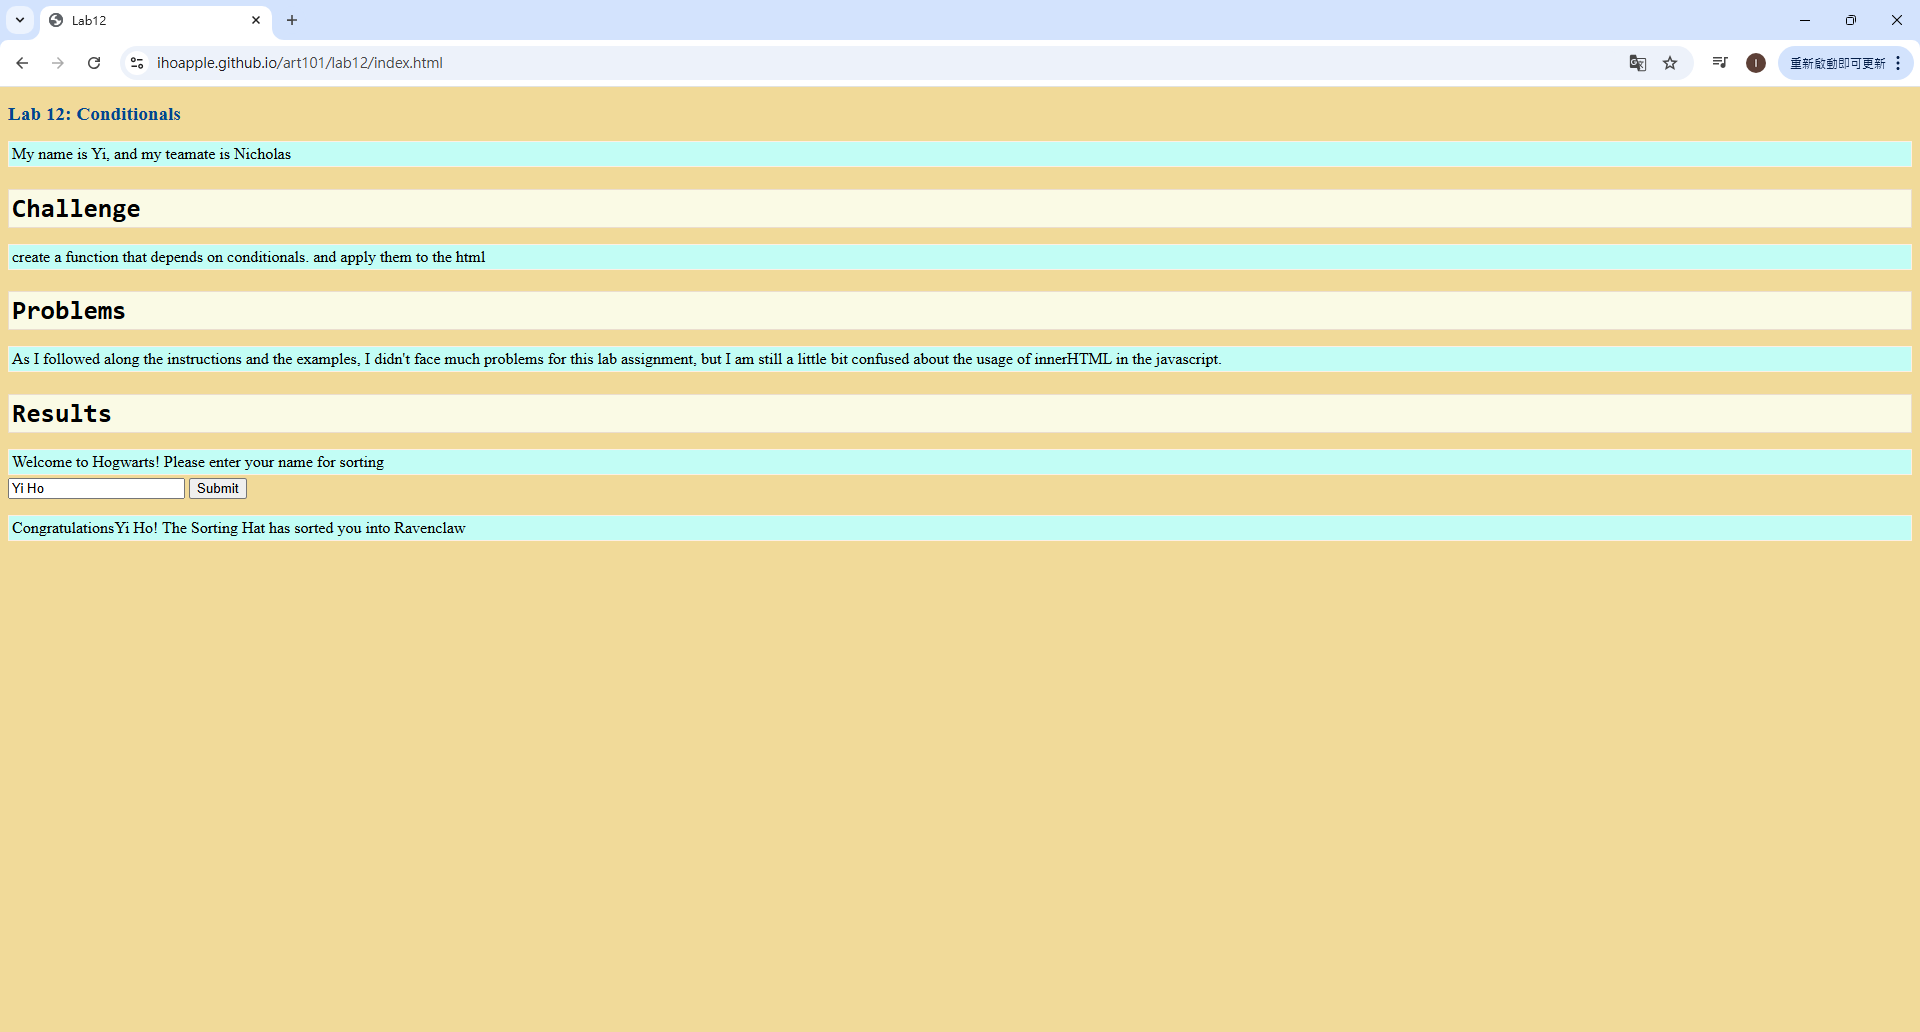 Lab12
ihoapple.github.io/art101/lab12/index.html
I
重新啟動即可更新
Lab 12: Conditionals
My name is Yi, and my teamate is Nicholas
Challenge
create a function that depends on conditionals. and apply them to the html
Problems
As I followed along the instructions and the examples, I didn't face much problems for this lab assignment, but I am still a little bit confused about the usage of innerHTML in the javascript.
Results
Welcome to Hogwarts! Please enter your name for sorting
Yi Ho Submit
CongratulationsYi Ho! The Sorting Hat has sorted you into Ravenclaw